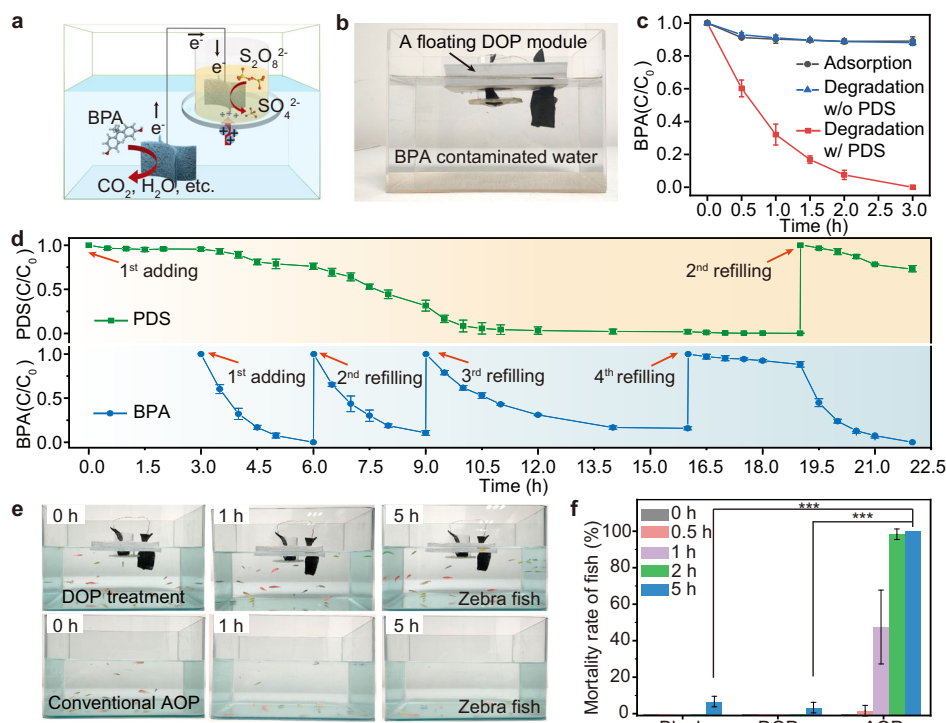 a
e⁻
e⁻
S₂O₈²⁻
SO₄²⁻
e⁻
BPA
CO₂, H₂O, etc.
b
A floating DOP module
BPA contaminated water
c
BPA(C/C₀)
1.0
0.8
0.6
0.4
0.2
0.0
Adsorption
Degradation
w/o PDS
Degradation
w/ PDS
0.0 0.5 1.0 1.5 2.0 2.5 3.0
Time (h)
d
PDS(C/C₀)
1.0
0.5
0.0
1st adding
2nd refilling
PDS
BPA(C/C₀)
1.0
0.5
0.0
1st adding
2nd refilling
3rd refilling
4th refilling
BPA
0.0 1.5 3.0 4.5 6.0 7.5 9.0 10.5 12.0 13.5 15.0 16.5 18.0 19.5 21.0 22.5
Time (h)
e
0 h
1 h
5 h
DOP treatment
Zebra fish
0 h
1 h
5 h
Conventional AOP
Zebra fish
f
Mortality rate of fish (%)
100
80
60
40
20
0
0 h
0.5 h
1 h
2 h
5 h
***
***